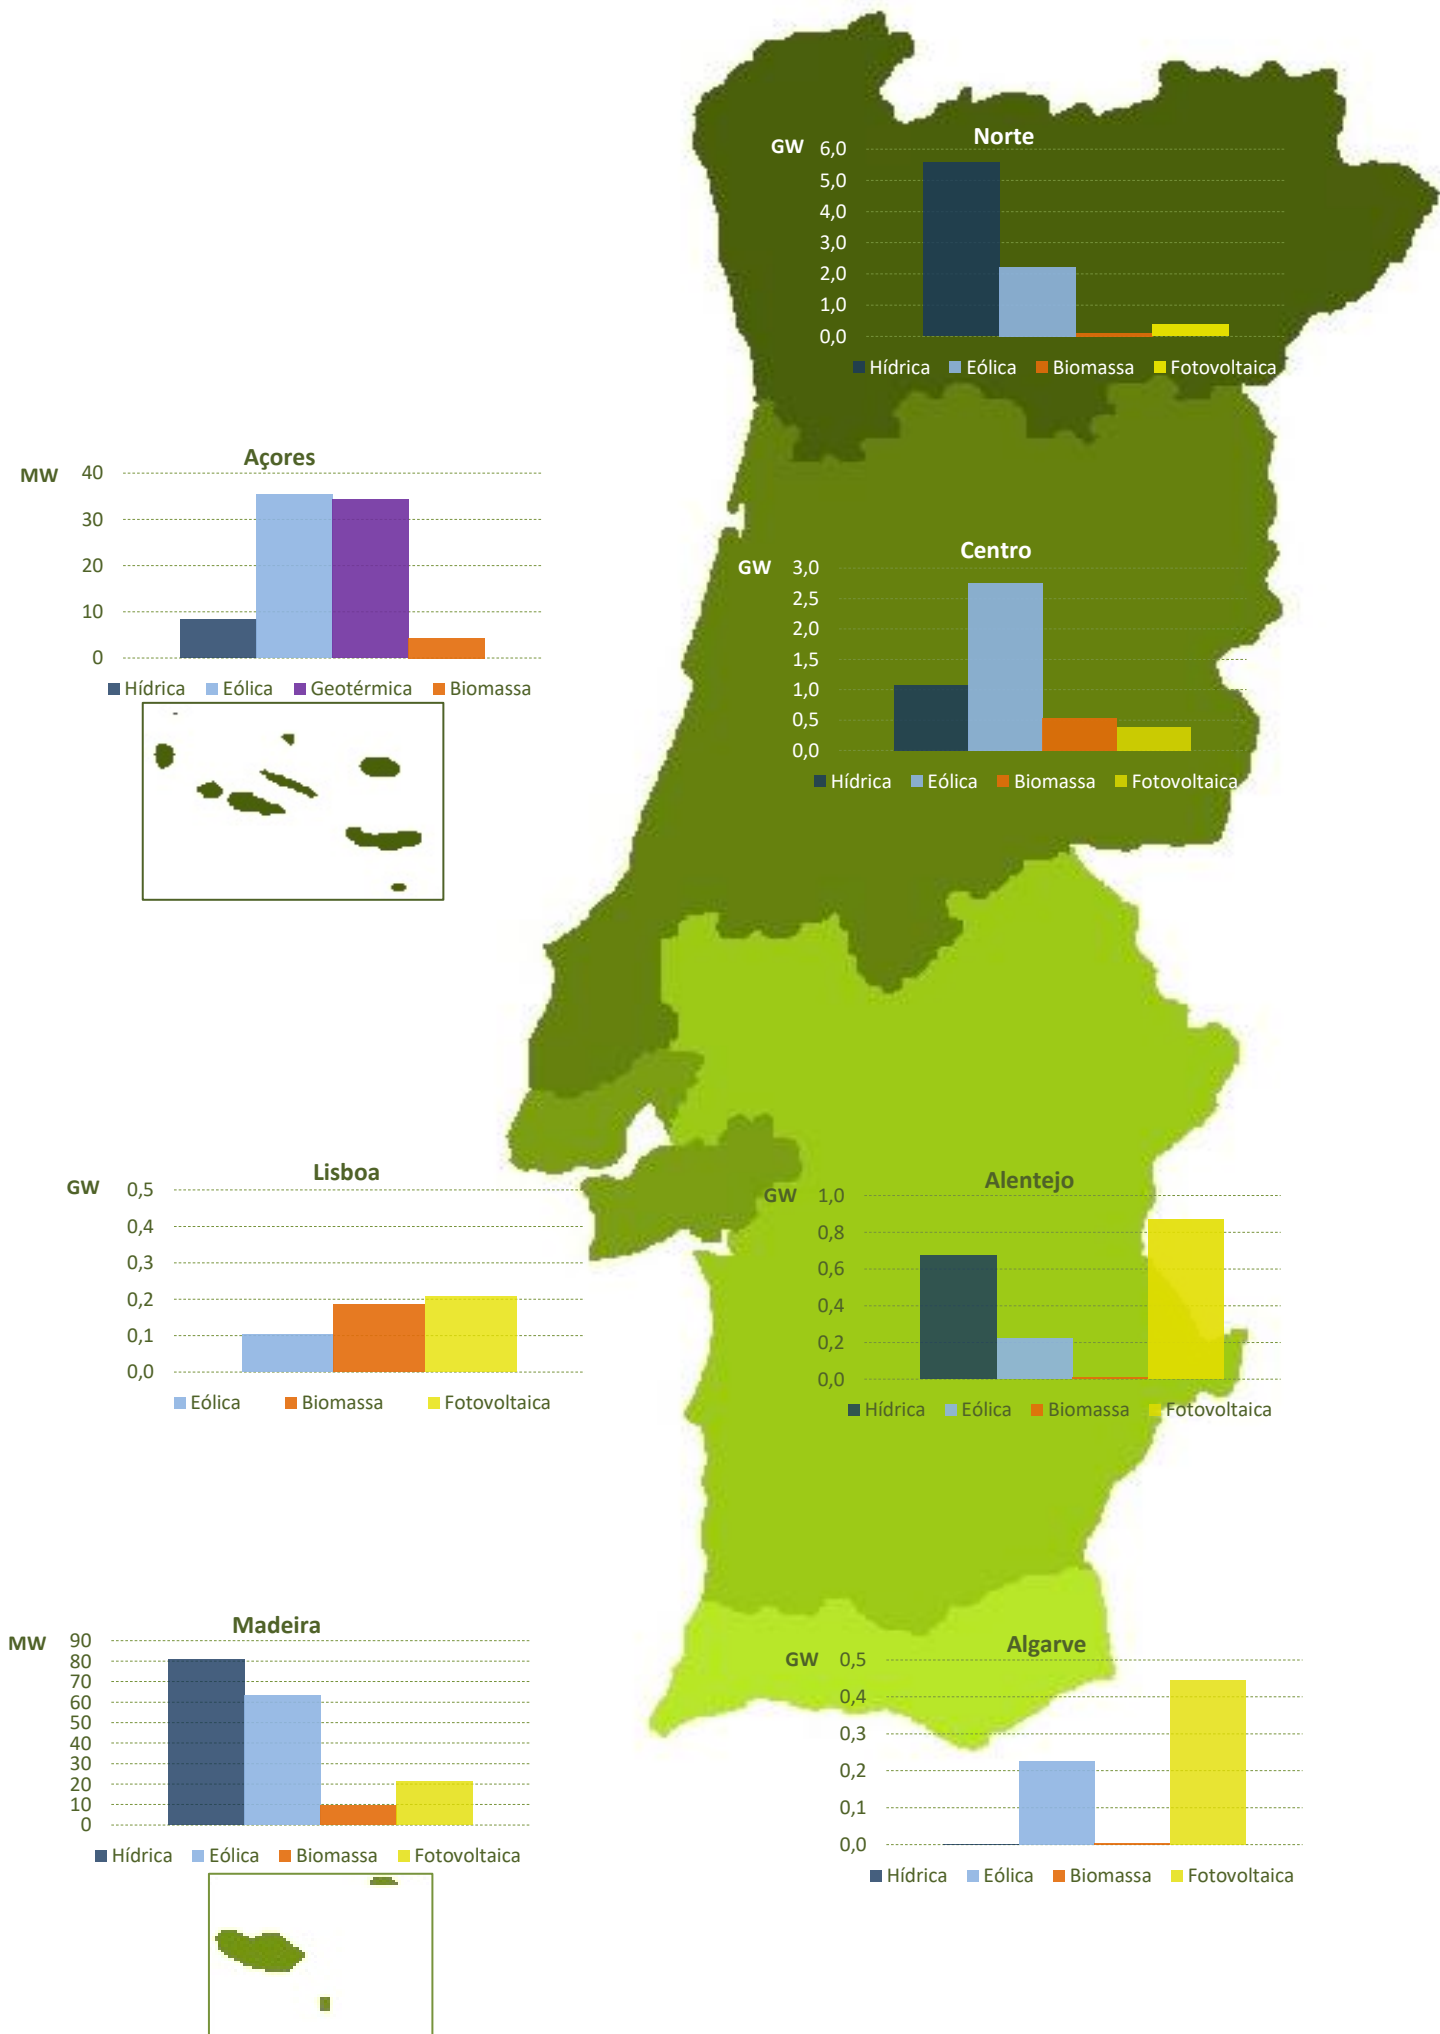 Norte
GW
6,0
5,0
4,0
3,0
2,0
1,0
0,0
Hídrica Eólica Biomassa Fotovoltaica
Açores
MW
40
30
20
10
0
Hídrica Eólica Geotérmica Biomassa
Centro
GW
3,0
2,5
2,0
1,5
1,0
0,5
0,0
Hídrica Eólica Biomassa Fotovoltaica
Lisboa
GW
0,5
0,4
0,3
0,2
0,1
0,0
Eólica Biomassa Fotovoltaica
Alentejo
GW
1,0
0,8
0,6
0,4
0,2
0,0
Hídrica Eólica Biomassa Fotovoltaica
Madeira
MW
90
80
70
60
50
40
30
20
10
0
Hídrica Eólica Biomassa Fotovoltaica
Algarve
GW
0,5
0,4
0,3
0,2
0,1
0,0
Hídrica Eólica Biomassa Fotovoltaica